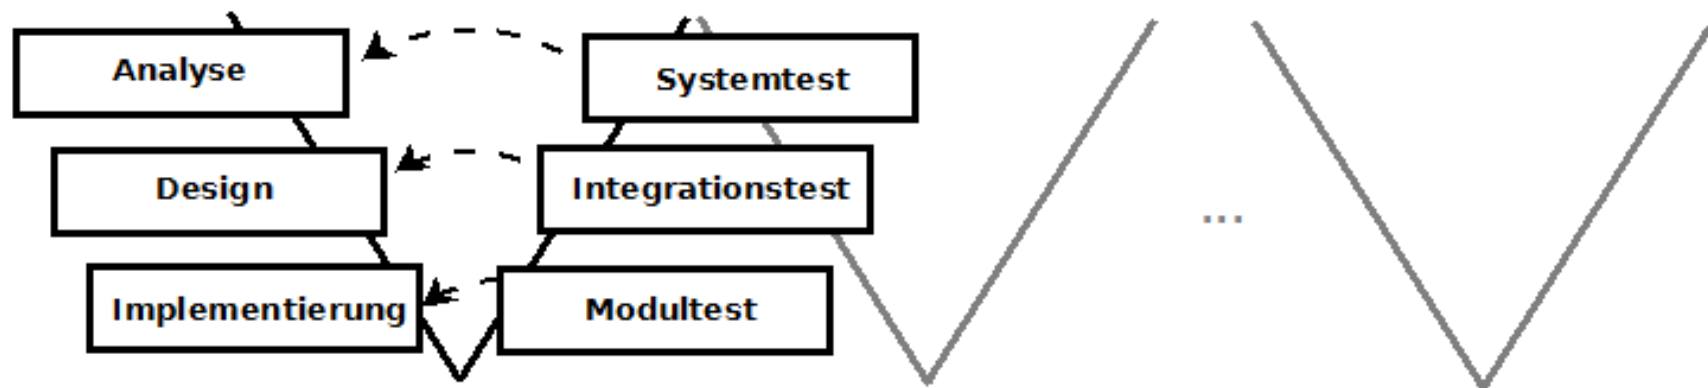 Analyse
Systemtest
Design
Integrationstest
...
Implementierung
Modultest